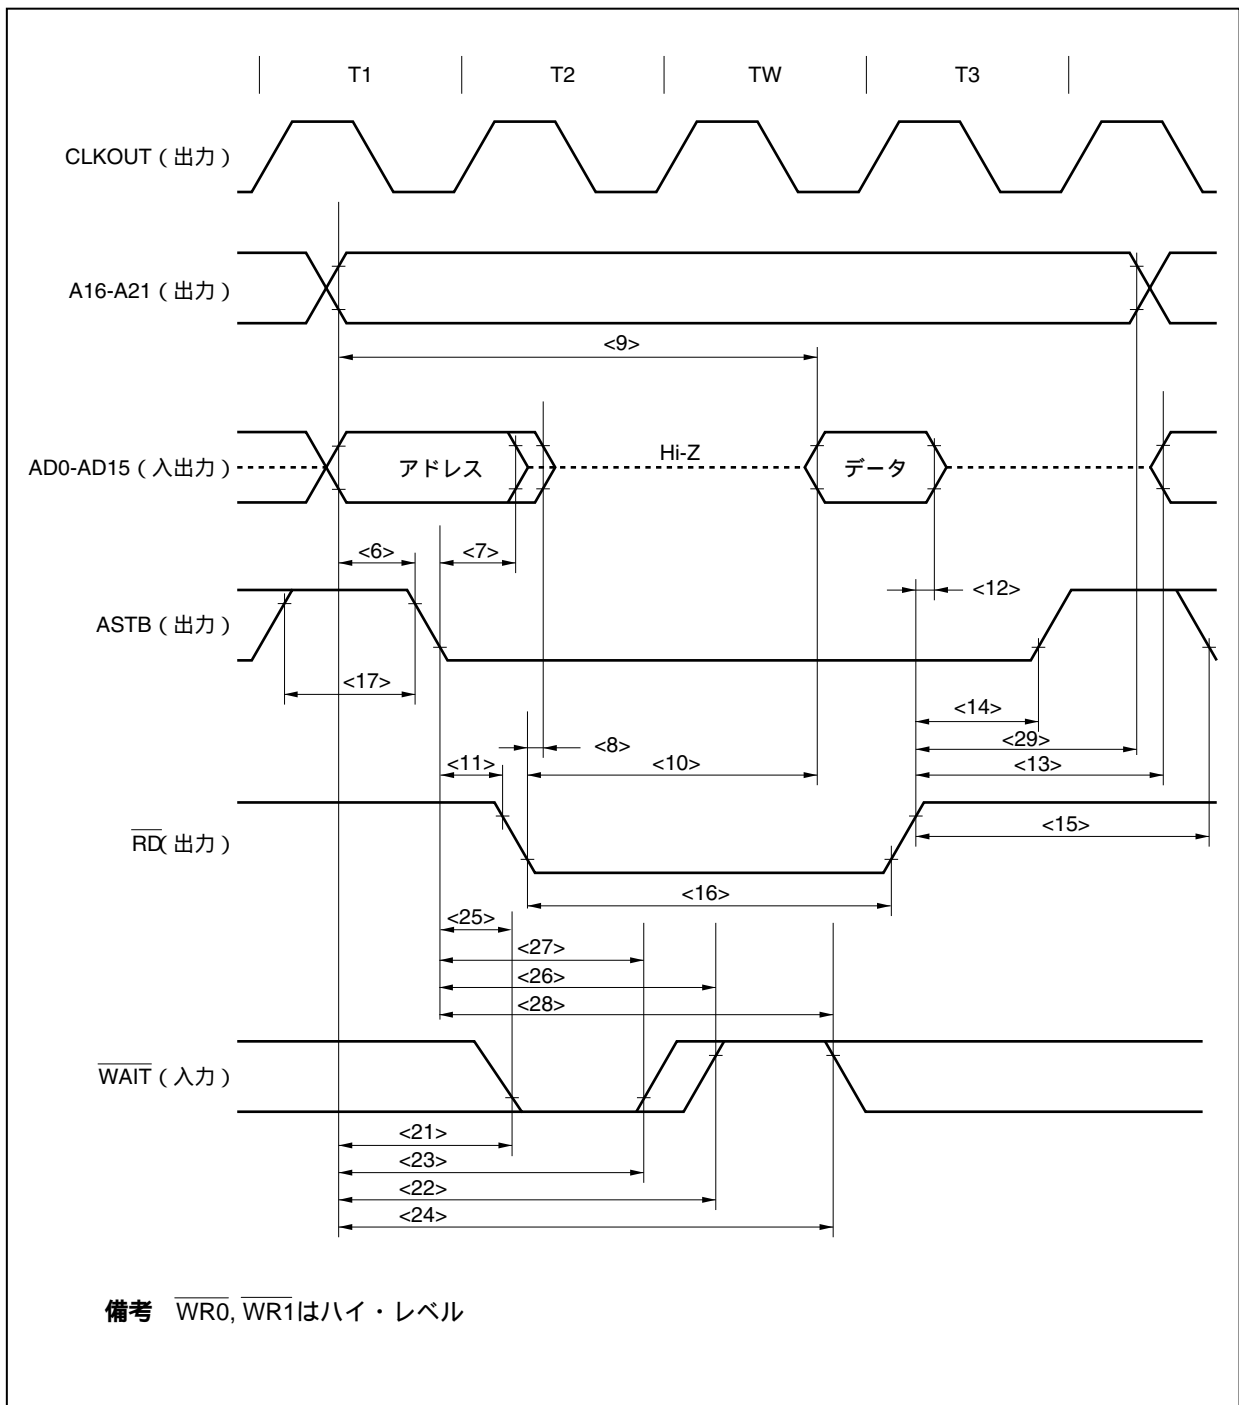 T1 T2 TW T3
CLKOUT（出力）
A16-A21（出力）
<9>
AD0-AD15（入出力）
アドレス
Hi-Z
データ
<6> <7>
<12>
ASTB（出力）
<17>
<14>
<8>
<29>
<11>
<10>
<13>
RD（出力）
<15>
<16>
<25>
<27>
<26>
<28>
WAIT（入力）
<21>
<23>
<22>
<24>
備考 WR0, WR1はハイ・レベル